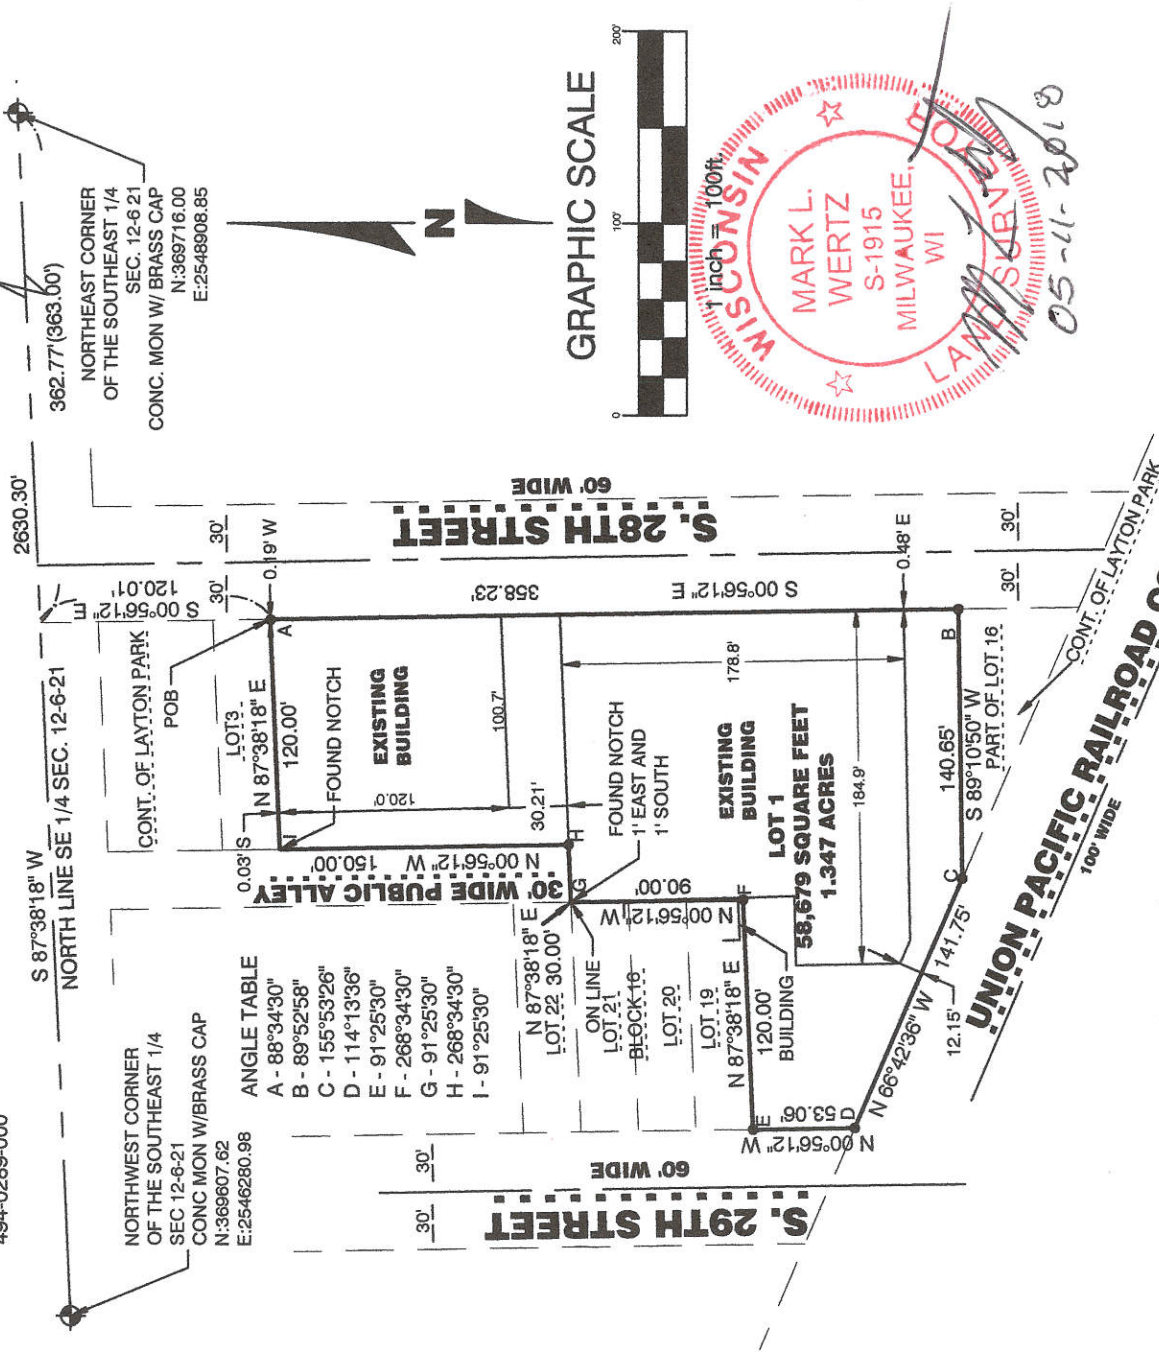 2630.30'
362.77'(363.00')
S 87°38'18" W
NORTH LINE SE 1/4 SEC. 12-6-21
NORTHEAST CORNER
OF THE SOUTHEAST 1/4
SEC. 12-6 21
CONC. MON W/ BRASS CAP
N:369716.00
E:2548908.85
NORTHWEST CORNER
OF THE SOUTHEAST 1/4
SEC 12-6-21
CONC MON W/BRASS CAP
N:369607.62
E:2546280.98
N
GRAPHIC SCALE
0 100' 200'
1 inch = 100ft.
WISCONSIN
MARK L.
WERTZ
S-1915
MILWAUKEE,
WI
LAND SURVEYOR
05-11-2018
S 00°56'12" E
120.01'
30' 30'
0.19' W
CONT. OF LAYTON PARK
POB
LOT3
N 87°38'18" E
120.00'
0.03' S
A
I
FOUND NOTCH
EXISTING
BUILDING
120.0'
100.7'
30.21'
S. 28TH STREET
60' WIDE
358.23'
S 00°56'12" E
0.48' E
30' 30'
30' WIDE PUBLIC ALLEY
N 00°56'12" W 150.00'
H
G
FOUND NOTCH
1' EAST AND
1' SOUTH
178.8'
EXISTING
BUILDING
LOT 1
58,679 SQUARE FEET
1.347 ACRES
184.9'
ANGLE TABLE
A - 88°34'30"
B - 89°52'58"
C - 155°53'26"
D - 114°13'36"
E - 91°25'30"
F - 268°34'30"
G - 91°25'30"
H - 268°34'30"
I - 91°25'30"
N 87°38'18" E
LOT 22 30.00'
ON LINE
LOT 21
BLOCK 16
LOT 20
LOT 19
N 00°56'12" W
90.00'
F
N 87°38'18" E
120.00'
BUILDING
E
53.06'
N 00°56'12" W
D
N 66°42'36" W 141.75'
12.15'
C
B
140.65'
S 89°10'50" W
PART OF LOT 16
CONT. OF LAYTON PARK
UNION PACIFIC RAILROAD
100' WIDE
S. 29TH STREET
60' WIDE
30' 30'